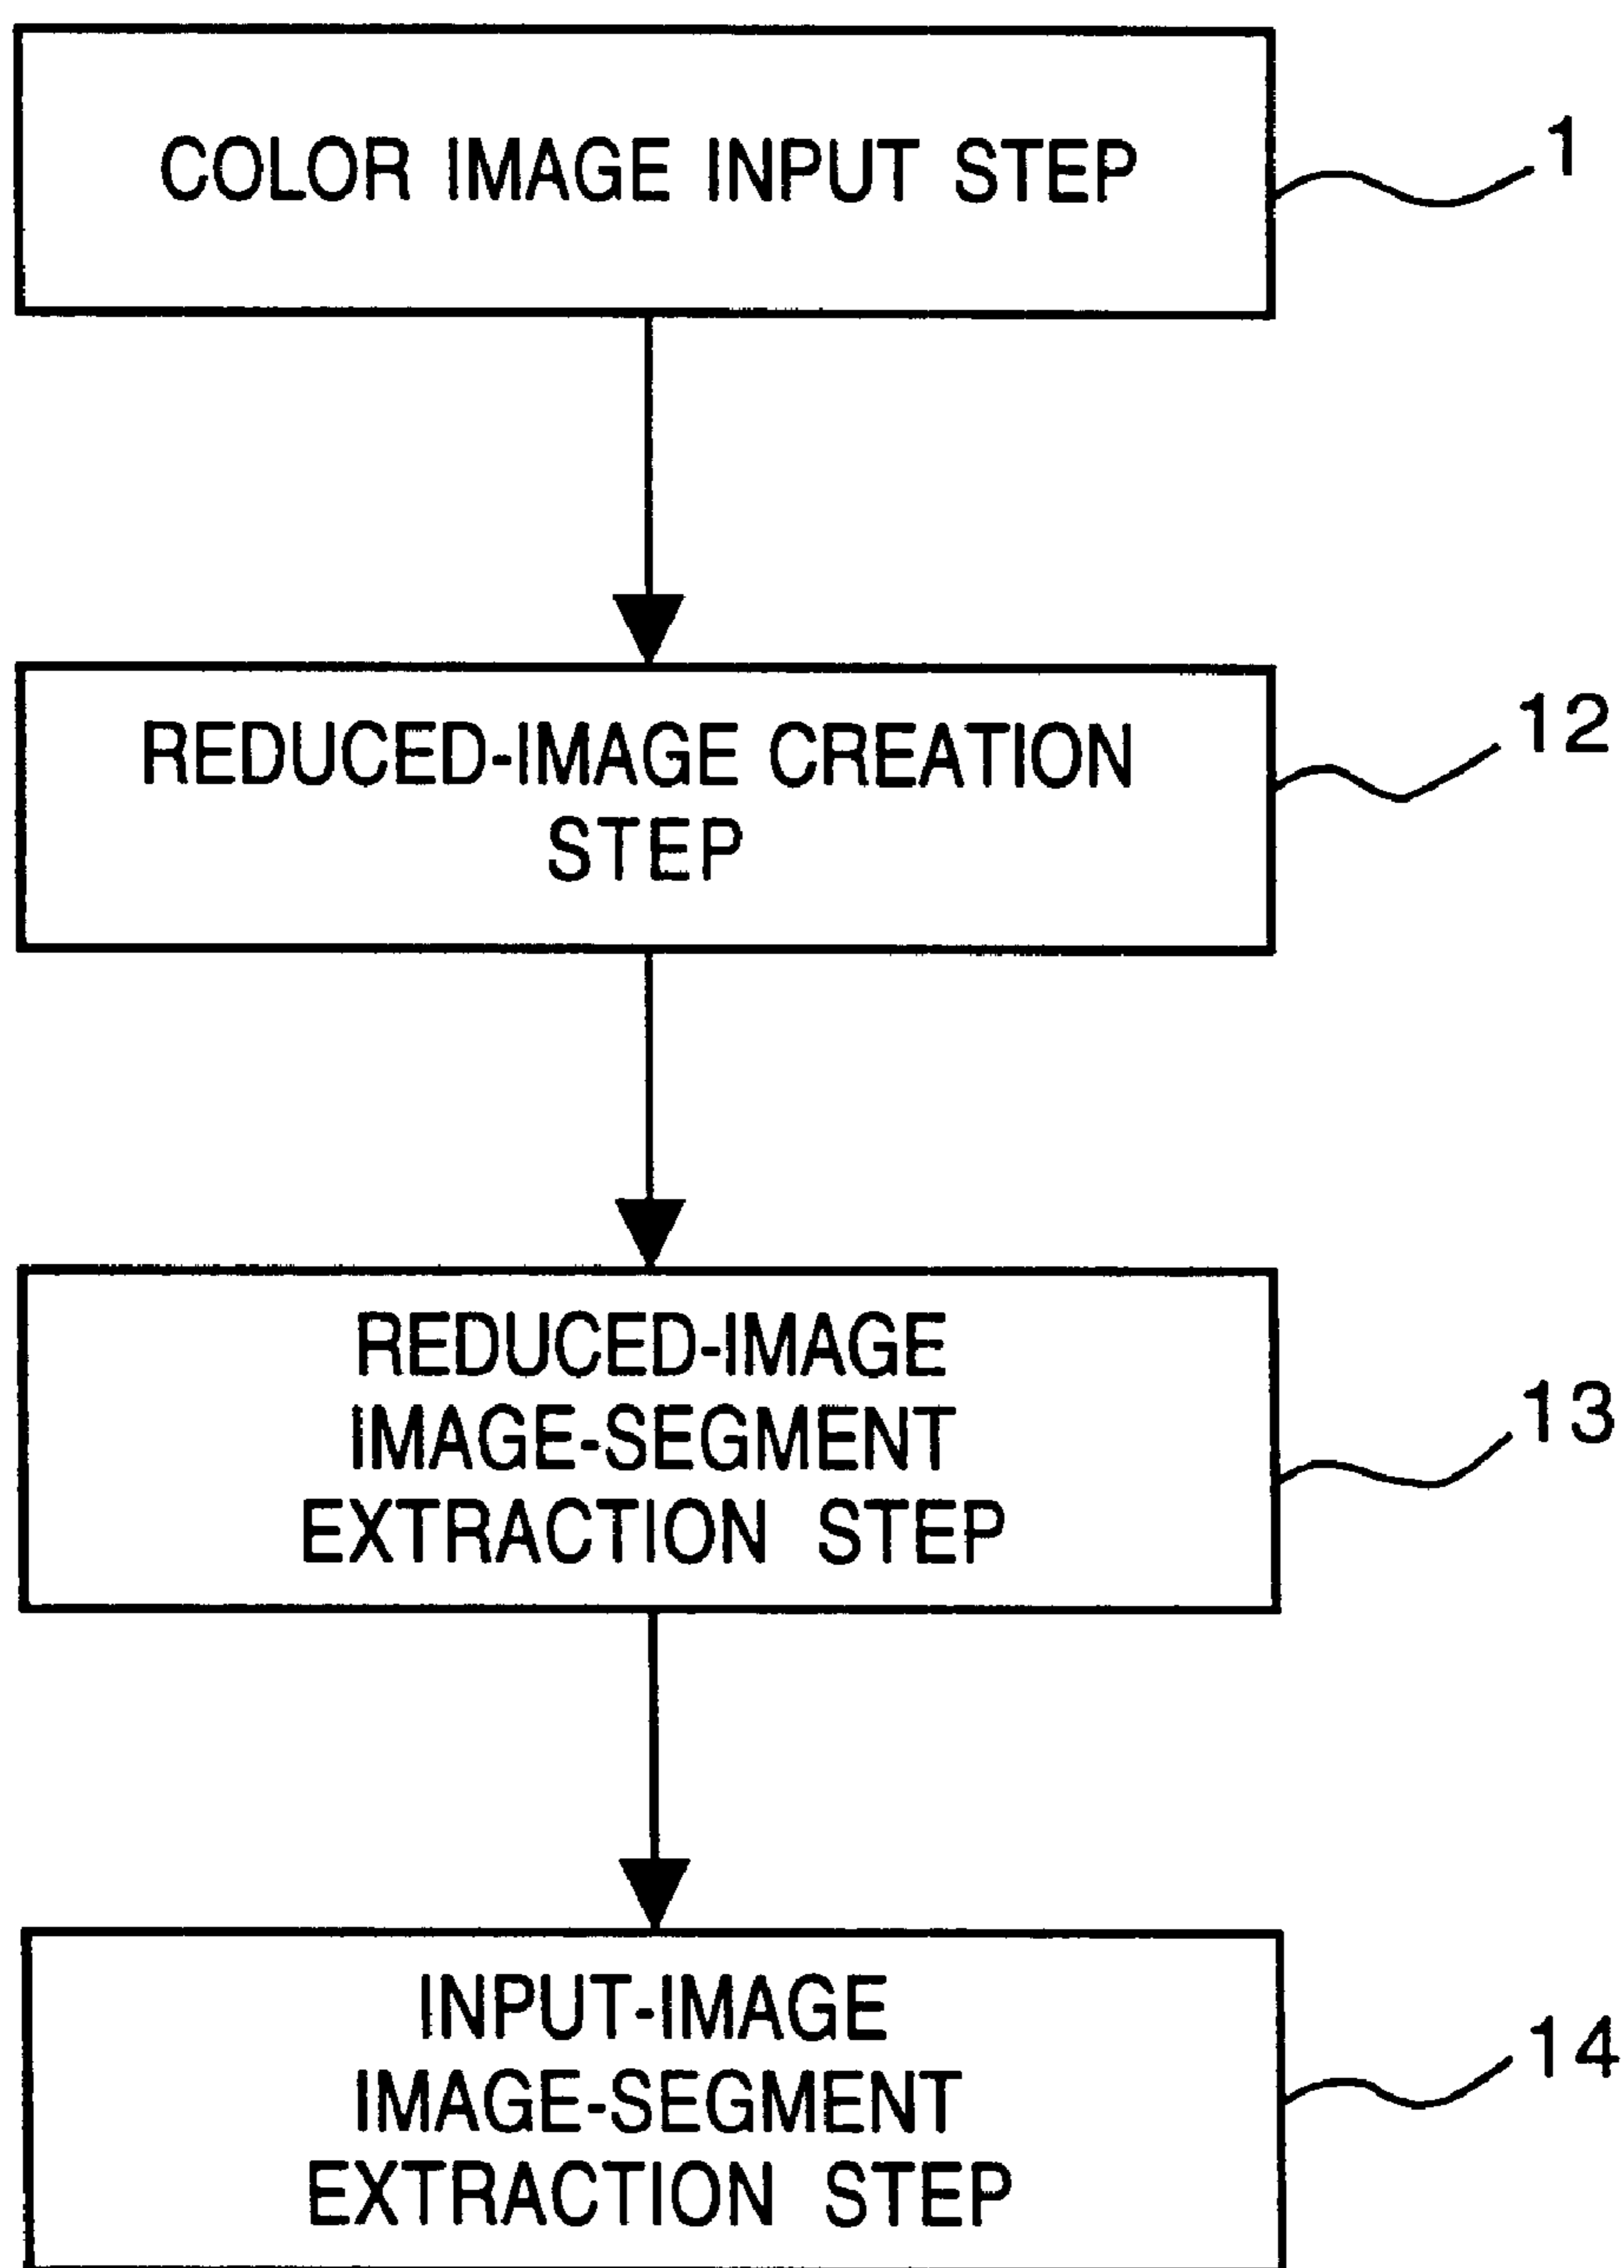 COLOR IMAGE INPUT STEP
1
REDUCED-IMAGE CREATION
STEP
12
REDUCED-IMAGE
IMAGE-SEGMENT
EXTRACTION STEP
13
INPUT-IMAGE
IMAGE-SEGMENT
EXTRACTION STEP
14